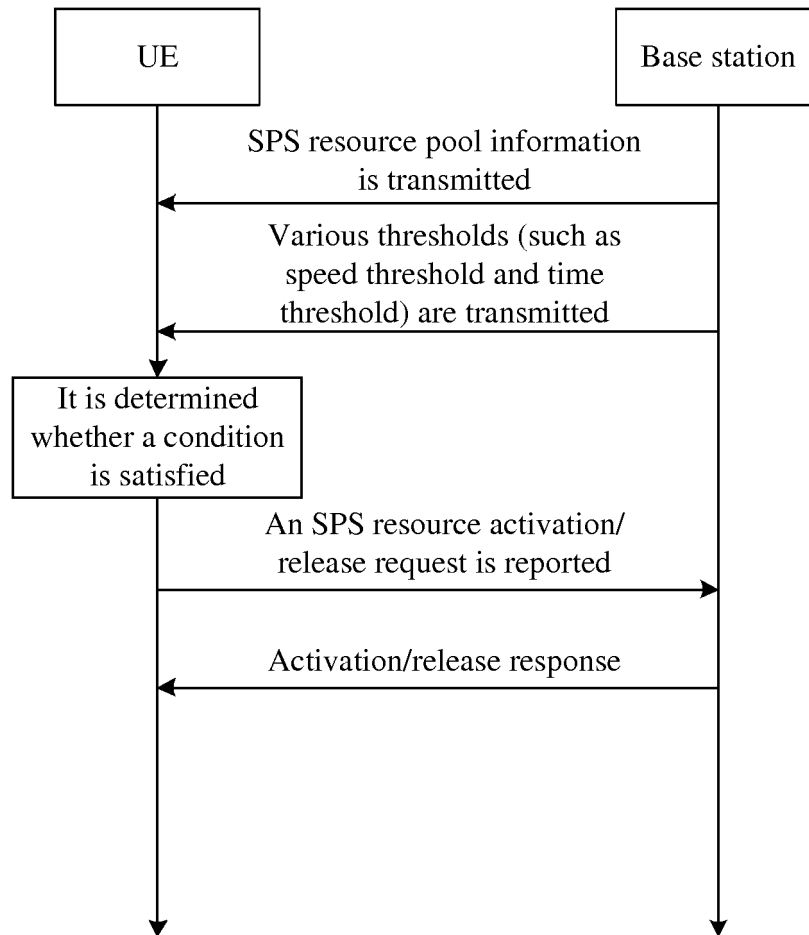 UE
Base station
SPS resource pool information
is transmitted
Various thresholds (such as
speed threshold and time
threshold) are transmitted
It is determined
whether a condition
is satisfied
An SPS resource activation/
release request is reported
Activation/release response